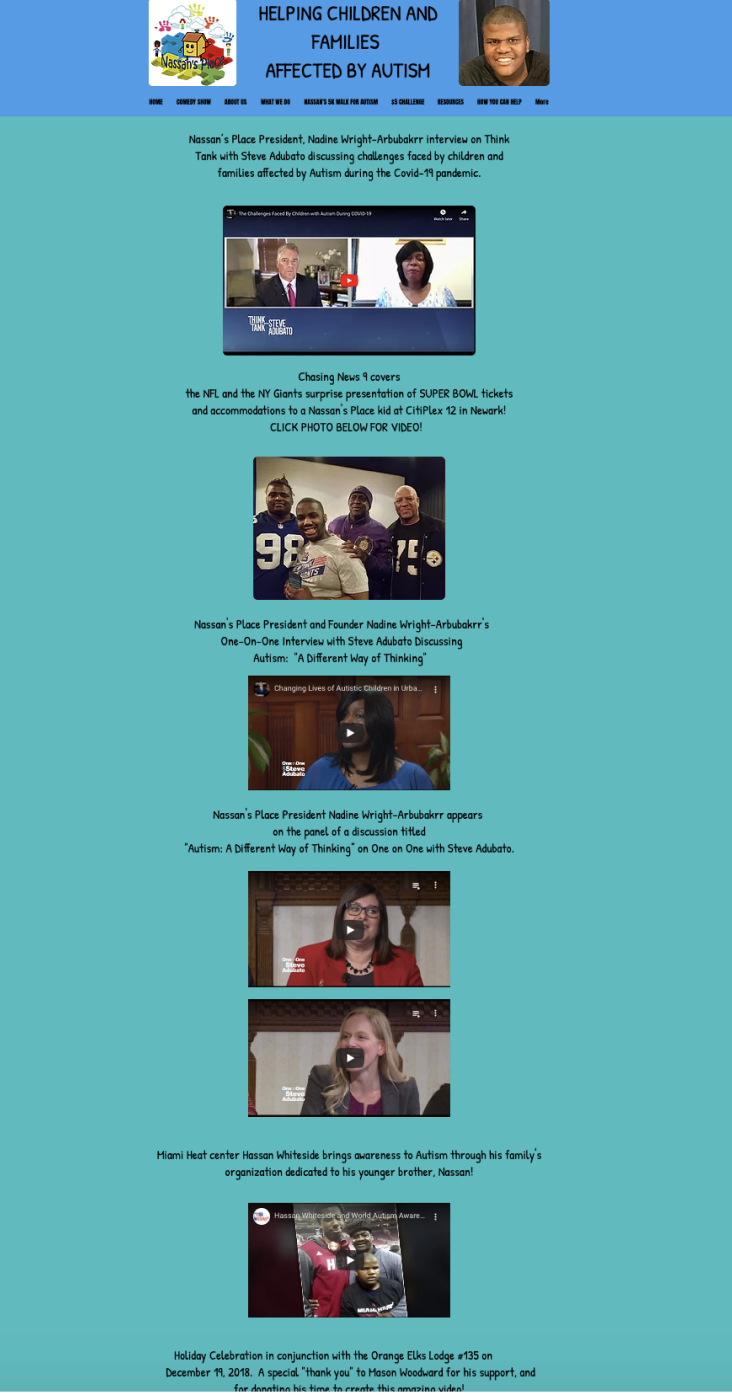 HELPING CHILDREN AND
FAMILIES
AFFECTED BY AUTISM
Nassan's Place
HOME COMEDY SHOW ABOUT US WHAT WE DO NASSAN'S 5K WALK FOR AUTISM $5 CHALLENGE RESOURCES HOW YOU CAN HELP More
Nassan's Place President, Nadine Wright-Arbubakrr interview on Think
Tank with Steve Adubato discussing challenges faced by children and
families affected by Autism during the Covid-19 pandemic.
The Challenges Faced By Children with Autism During COVID-19
Watch later Share
THINK
TANK
STEVE
ADUBATO
Chasing News 9 covers
the NFL and the NY Giants surprise presentation of SUPER BOWL tickets
and accommodations to a Nassan's Place kid at CitiPlex 12 in Newark!
CLICK PHOTO BELOW FOR VIDEO!
98
75
Nassan's Place President and Founder Nadine Wright-Arbubakrr's
One-On-One Interview with Steve Adubato Discussing
Autism: "A Different Way of Thinking"
Changing Lives of Autistic Children in Urba...
One on One
Steve
Adubato
Nassan's Place President Nadine Wright-Arbubakrr appears
on the panel of a discussion titled
"Autism: A Different Way of Thinking" on One on One with Steve Adubato.
One on One
Steve
Adubato
One on One
Steve
Adubato
Miami Heat center Hassan Whiteside brings awareness to Autism through his family's
organization dedicated to his younger brother, Nassan!
Hassan Whiteside and World Autism Aware...
Holiday Celebration in conjunction with the Orange Elks Lodge #135 on
December 19, 2018. A special "thank you" to Mason Woodward for his support, and
for donating his time to create this amazing video!